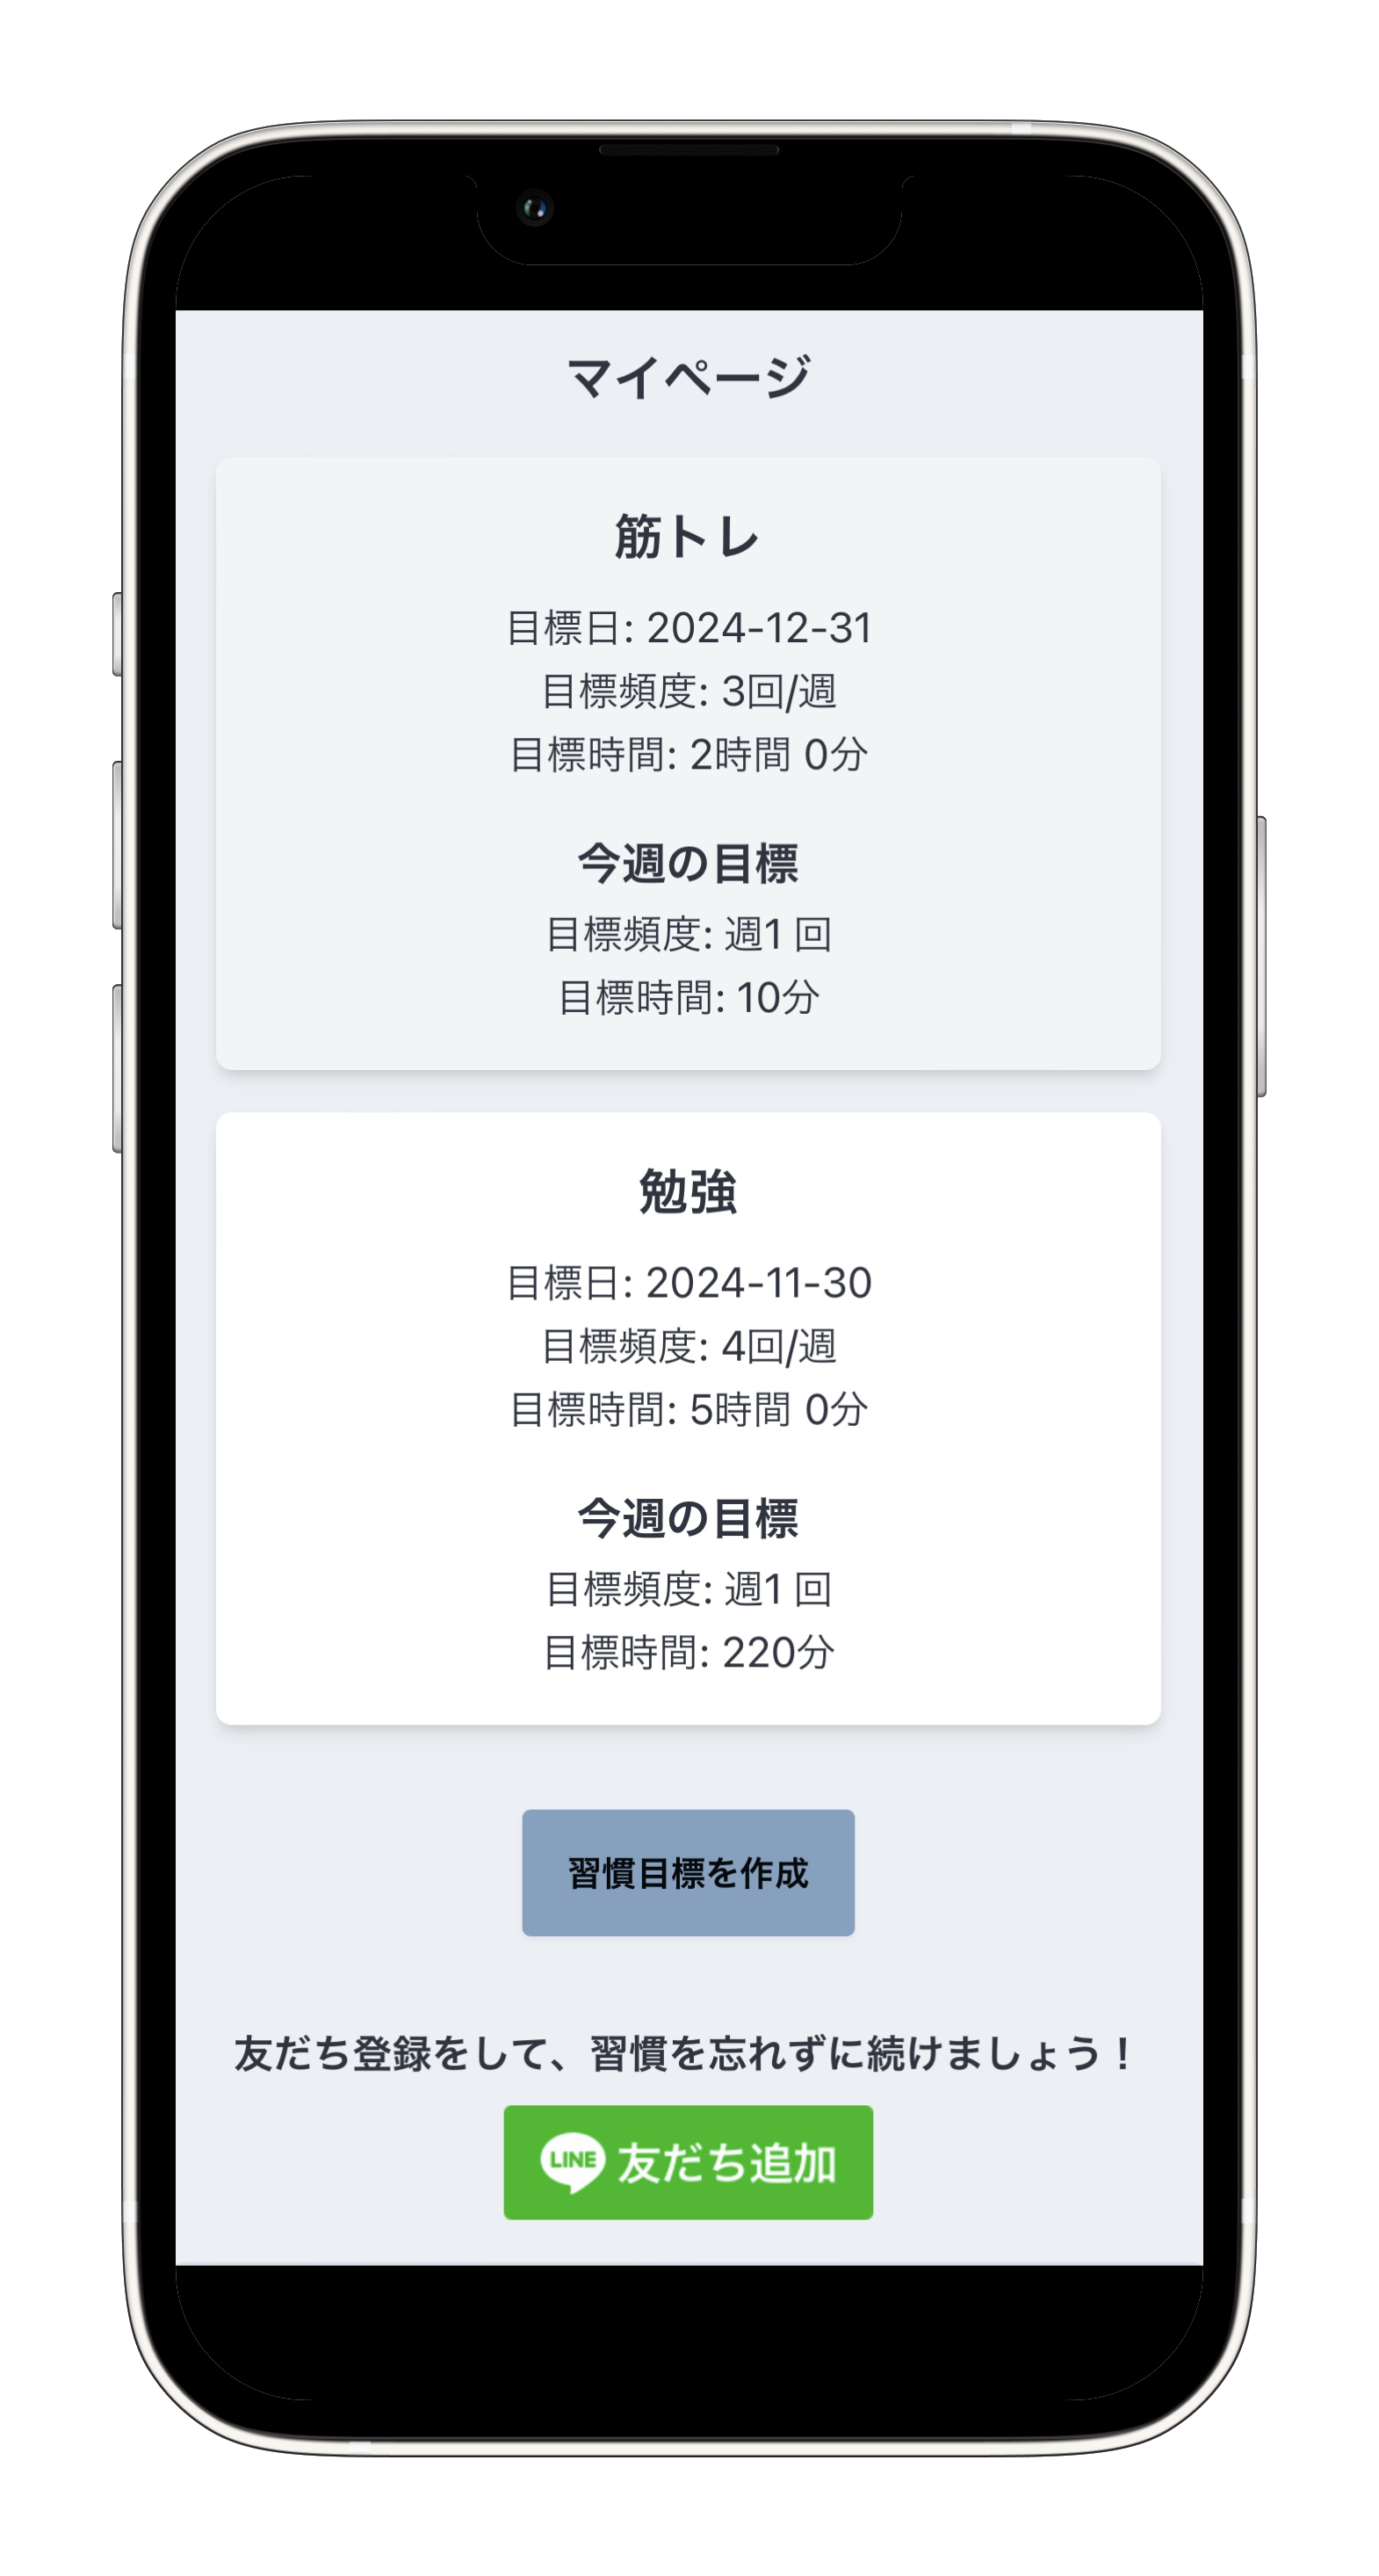 マイページ
筋トレ
目標日: 2024-12-31
目標頻度: 3回/週
目標時間: 2時間 0分
今週の目標
目標頻度: 週1 回
目標時間: 10分
勉強
目標日: 2024-11-30
目標頻度: 4回/週
目標時間: 5時間 0分
今週の目標
目標頻度: 週1 回
目標時間: 220分
習慣目標を作成
友だち登録をして、習慣を忘れずに続けましょう！
LINE 友だち追加